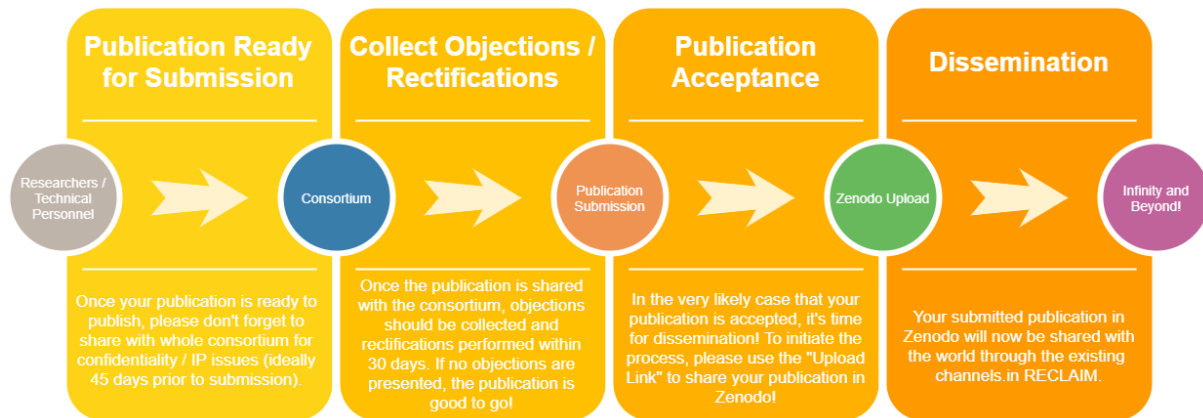 Publication Ready
for Submission
Collect Objections /
Rectifications
Publication
Acceptance
Dissemination
Researchers /
Technical
Personnel
Consortium
Publication
Submission
Zenodo Upload
Infinity and
Beyond!
Once your publication is ready to
publish, please don't forget to
share with whole consortium for
confidentiality / IP issues (ideally
45 days prior to submission).
Once the publication is shared
with the consortium, objections
should be collected and
rectifications performed within
30 days. If no objections are
presented, the publication is
good to go!
In the very likely case that your
publication is accepted, it's time
for dissemination! To initiate the
process, please use the "Upload
Link" to share your publication in
Zenodo!
Your submitted publication in
Zenodo will now be shared with
the world through the existing
channels.in RECLAIM.